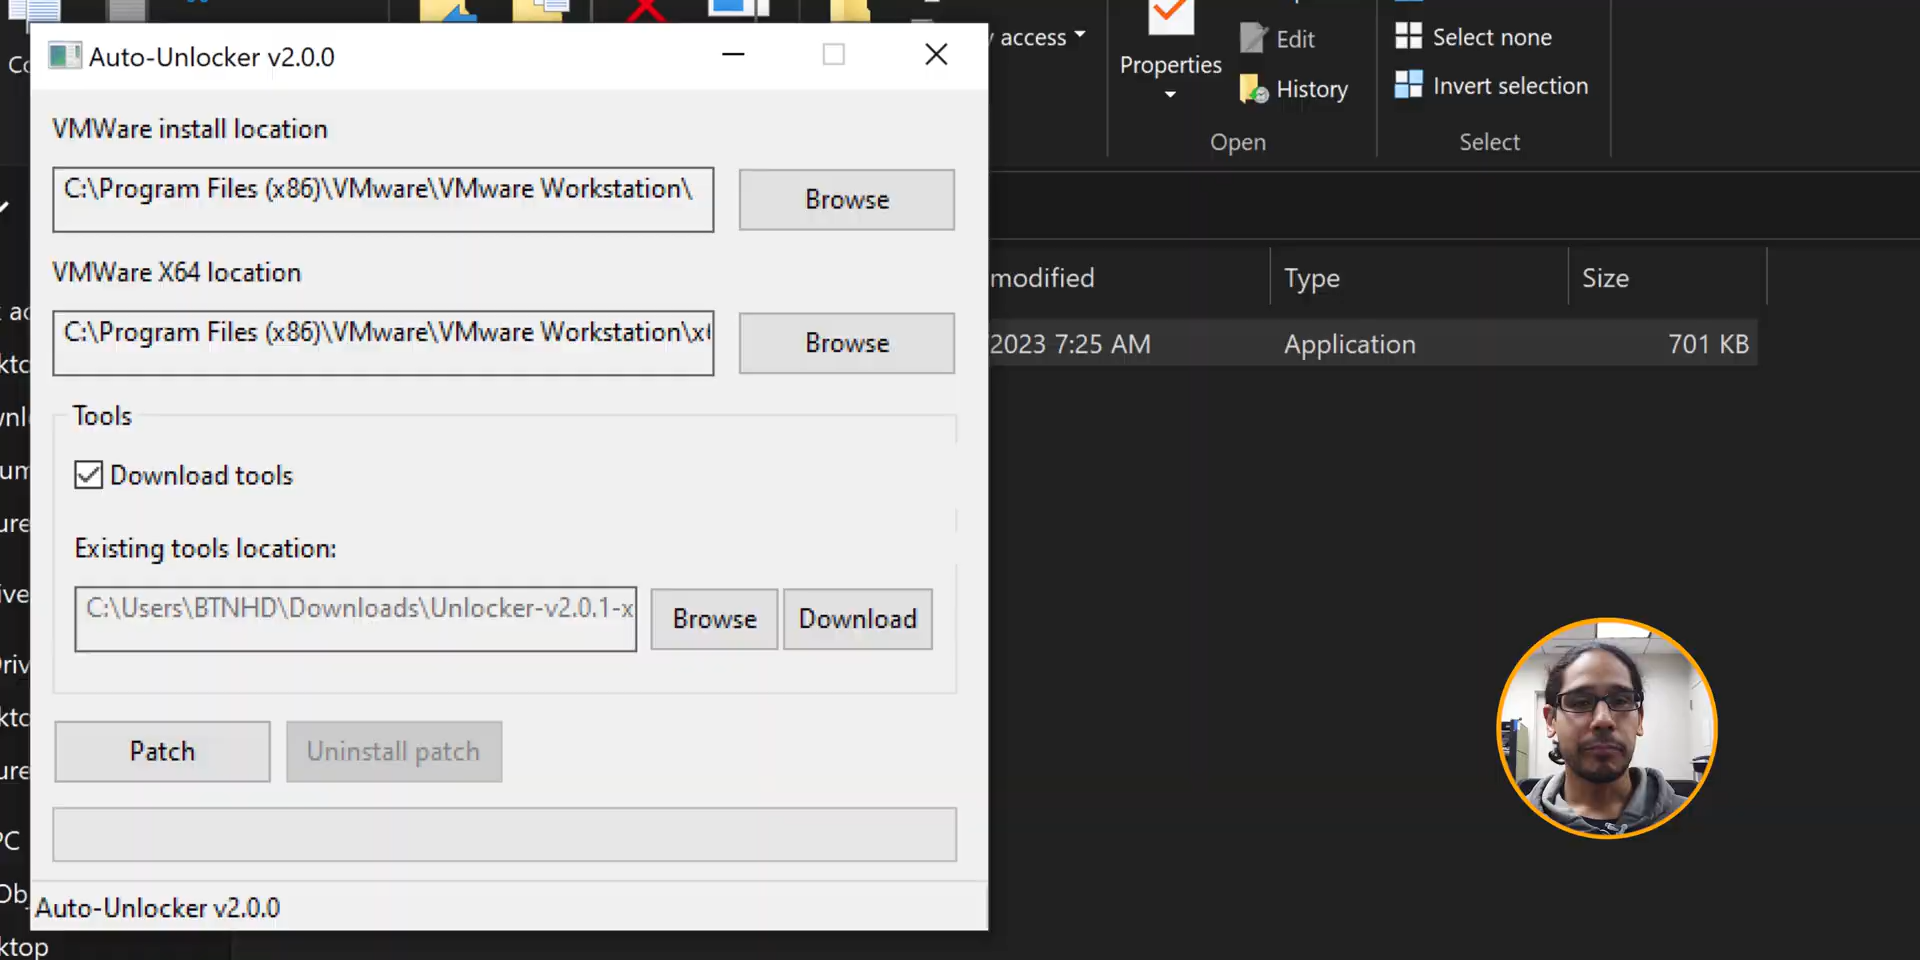 Auto-Unlocker v2.0.0
VMWare install location
C:\Program Files (x86)\VMware\VMware Workstation\
Browse
VMWare X64 location
C:\Program Files (x86)\VMware\VMware Workstation\x
Browse
Tools
Download tools
Existing tools location:
C:\Users\BTNHD\Downloads\Unlocker-v2.0.1-x
Browse
Download
Patch
Uninstall patch
Auto-Unlocker v2.0.0
access
Properties
Edit
History
Open
Select none
Invert selection
Select
modified
Type
Size
2023 7:25 AM
Application
701 KB
PC
ktop